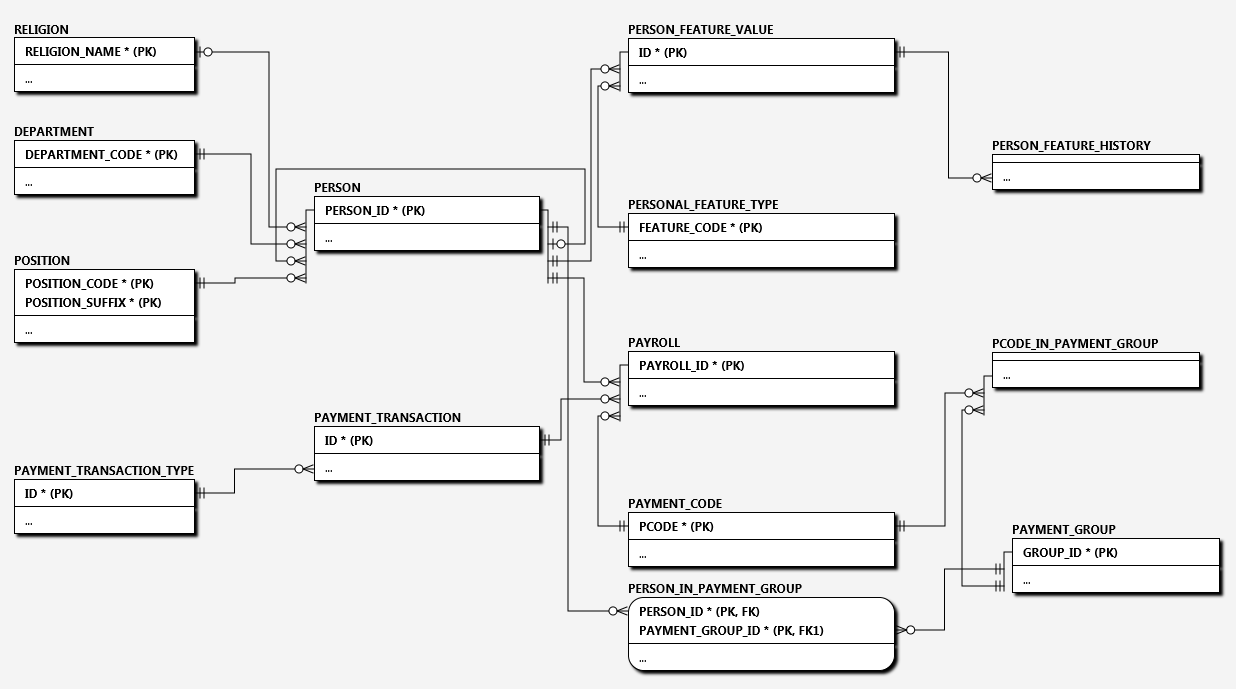 RELIGION
RELIGION_NAME * (PK)
...
DEPARTMENT
DEPARTMENT_CODE * (PK)
...
POSITION
POSITION_CODE * (PK)
POSITION_SUFFIX * (PK)
...
PAYMENT_TRANSACTION_TYPE
ID * (PK)
...
PERSON
PERSON_ID * (PK)
...
PAYMENT_TRANSACTION
ID * (PK)
...
PERSON_FEATURE_VALUE
ID * (PK)
...
PERSONAL_FEATURE_TYPE
FEATURE_CODE * (PK)
...
PAYROLL
PAYROLL_ID * (PK)
...
PAYMENT_CODE
PCODE * (PK)
...
PERSON_IN_PAYMENT_GROUP
PERSON_ID * (PK, FK)
PAYMENT_GROUP_ID * (PK, FK1)
...
PERSON_FEATURE_HISTORY
...
PCODE_IN_PAYMENT_GROUP
...
PAYMENT_GROUP
GROUP_ID * (PK)
...